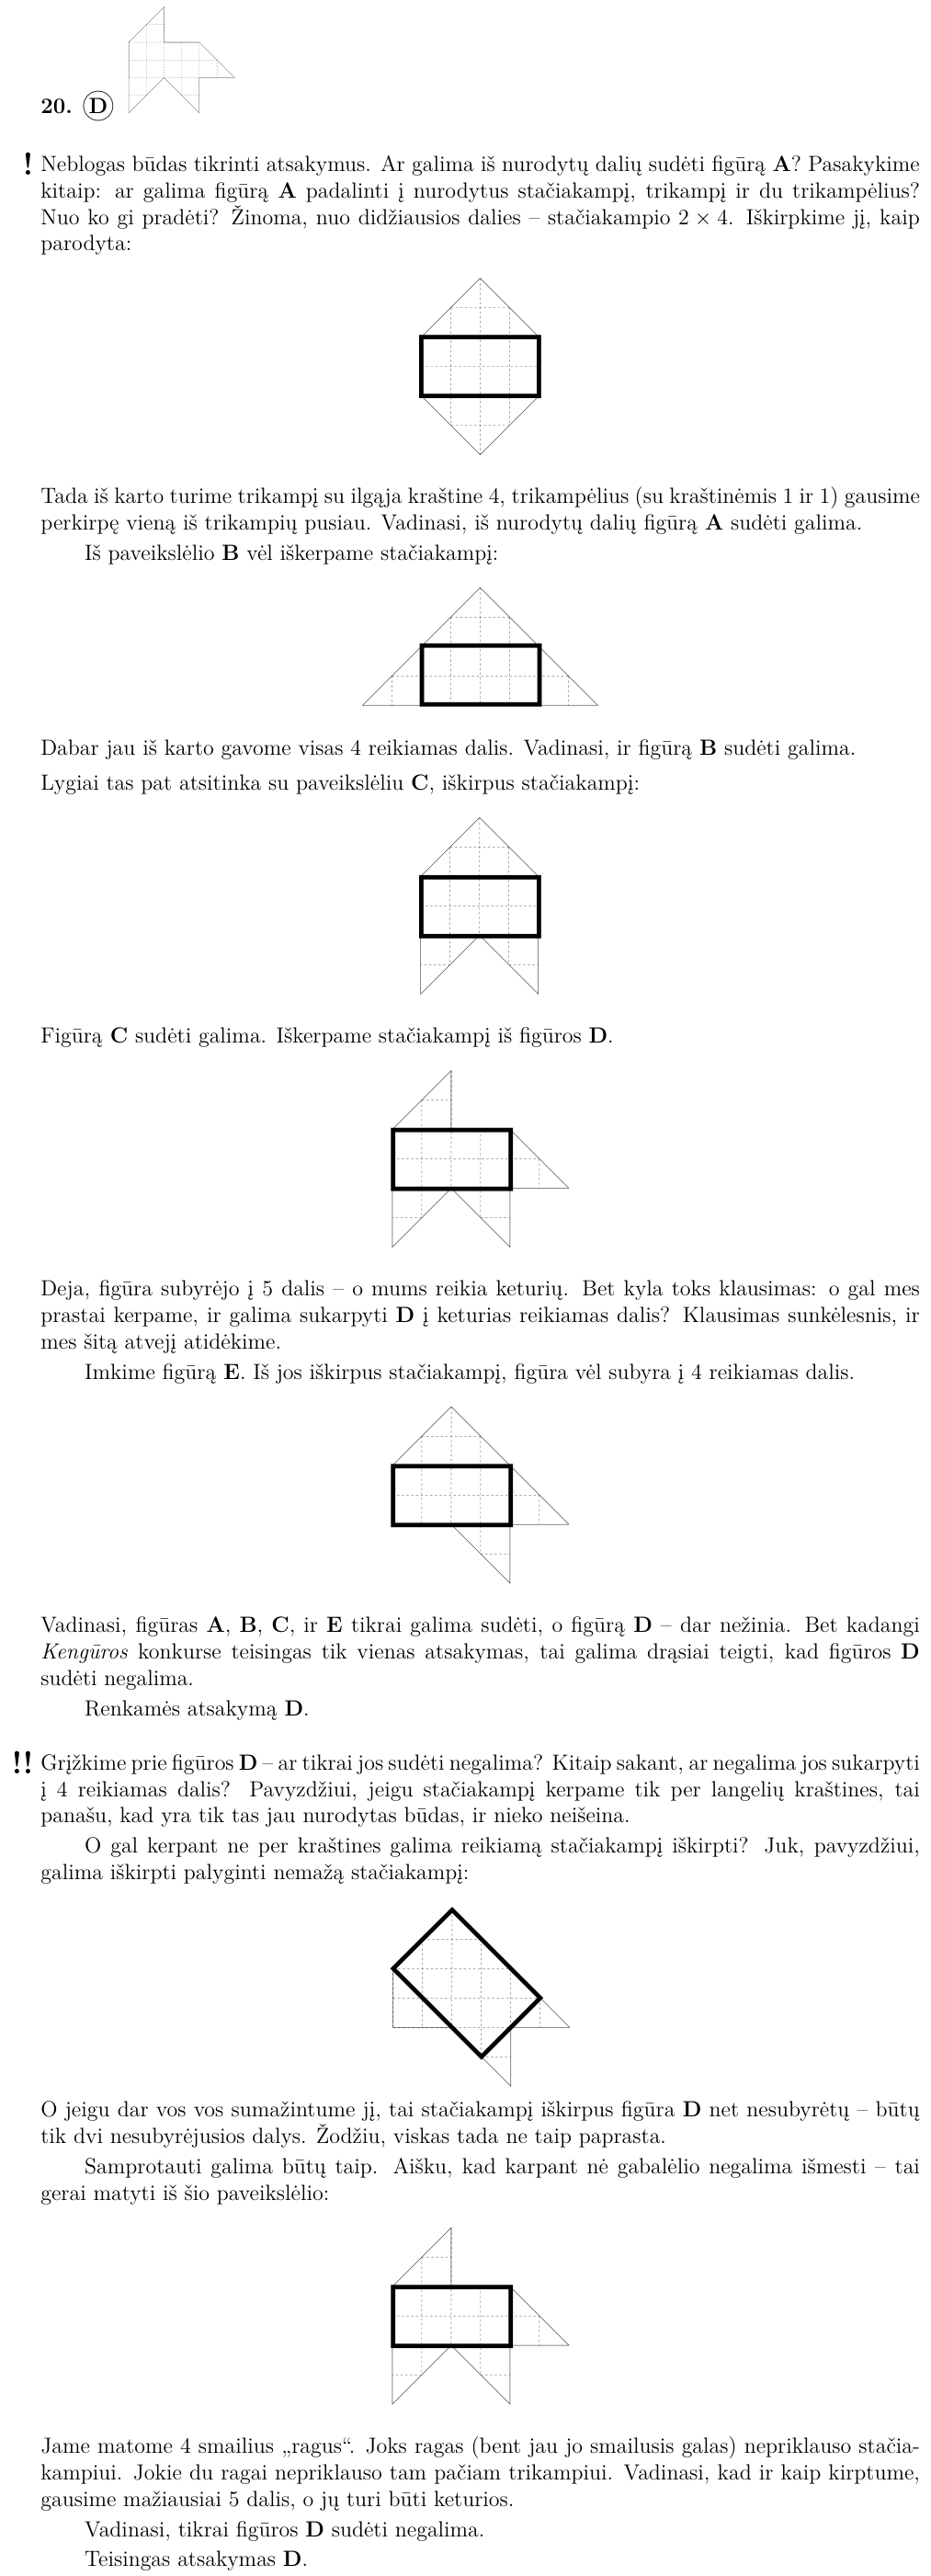 20. D
! Neblogas būdas tikrinti atsakymus. Ar galima iš nurodytų dalių sudėti figūrą A? Pasakykime
kitaip: ar galima figūrą A padalinti į nurodytus stačiakampį, trikampį ir du trikampėlius?
Nuo ko gi pradėti? Žinoma, nuo didžiausios dalies – stačiakampio 2 × 4. Iškirpkime jį, kaip
parodyta:
Tada iš karto turime trikampį su ilgąja kraštine 4, trikampėlius (su kraštinėmis 1 ir 1) gausime
perkirpę vieną iš trikampių pusiau. Vadinasi, iš nurodytų dalių figūrą A sudėti galima.
Iš paveikslėlio B vėl iškerpame stačiakampį:
Dabar jau iš karto gavome visas 4 reikiamas dalis. Vadinasi, ir figūrą B sudėti galima.
Lygiai tas pat atsitinka su paveikslėliu C, iškirpus stačiakampį:
Figūrą C sudėti galima. Iškerpame stačiakampį iš figūros D.
Deja, figūra subyrėjo į 5 dalis – o mums reikia keturių. Bet kyla toks klausimas: o gal mes
prastai kerpame, ir galima sukarpyti D į keturias reikiamas dalis? Klausimas sunkėlesnis, ir
mes šitą atvejį atidėkime.
Imkime figūrą E. Iš jos iškirpus stačiakampį, figūra vėl subyra į 4 reikiamas dalis.
Vadinasi, figūras A, B, C, ir E tikrai galima sudėti, o figūrą D – dar nežinia. Bet kadangi
Kengūros konkurse teisingas tik vienas atsakymas, tai galima drąsiai teigti, kad figūros D
sudėti negalima.
Renkamės atsakymą D.
!! Grįžkime prie figūros D – ar tikrai jos sudėti negalima? Kitaip sakant, ar negalima jos sukarpyti
į 4 reikiamas dalis? Pavyzdžiui, jeigu stačiakampį kerpame tik per langelių kraštines, tai
panašu, kad yra tik tas jau nurodytas būdas, ir nieko neišeina.
O gal kerpant ne per kraštines galima reikiamą stačiakampį iškirpti? Juk, pavyzdžiui,
galima iškirpti palyginti nemažą stačiakampį:
O jeigu dar vos vos sumažintume jį, tai stačiakampį iškirpus figūra D net nesubyrėtų – būtų
tik dvi nesubyrėjusios dalys. Žodžiu, viskas tada ne taip paprasta.
Samprotauti galima būtų taip. Aišku, kad karpant nė gabalėlio negalima išmesti – tai
gerai matyti iš šio paveikslėlio:
Jame matome 4 smailius „ragus“. Joks ragas (bent jau jo smailusis galas) nepriklauso stačia-
kampiui. Jokie du ragai nepriklauso tam pačiam trikampiui. Vadinasi, kad ir kaip kirptume,
gausime mažiausiai 5 dalis, o jų turi būti keturios.
Vadinasi, tikrai figūros D sudėti negalima.
Teisingas atsakymas D.